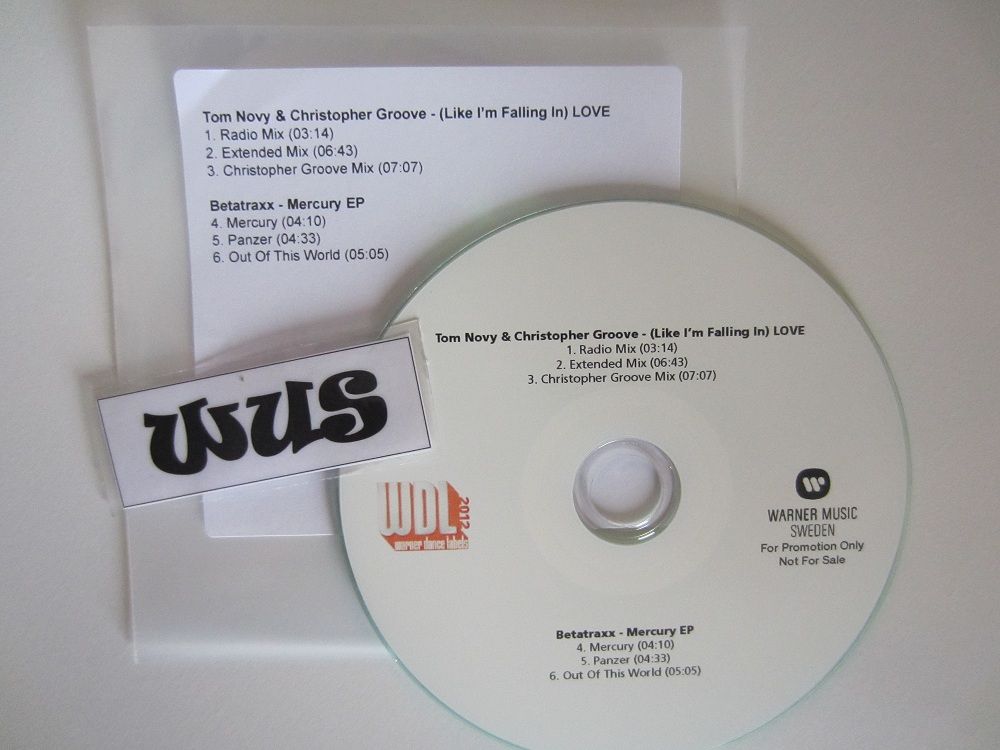 Tom Novy & Christopher Groove - (Like I'm Falling In) LOVE
1. Radio Mix (03:14)
2. Extended Mix (06:43)
3. Christopher Groove Mix (07:07)
Betatraxx - Mercury EP
4. Mercury (04:10)
5. Panzer (04:33)
6. Out Of This World (05:05)
wus
Tom Novy & Christopher Groove - (Like I'm Falling In) LOVE
1. Radio Mix (03:14)
2. Extended Mix (06:43)
3. Christopher Groove Mix (07:07)
WDL
2012
warner dance labels
WARNER MUSIC
SWEDEN
For Promotion Only
Not For Sale
Betatraxx - Mercury EP
4. Mercury (04:10)
5. Panzer (04:33)
6. Out Of This World (05:05)